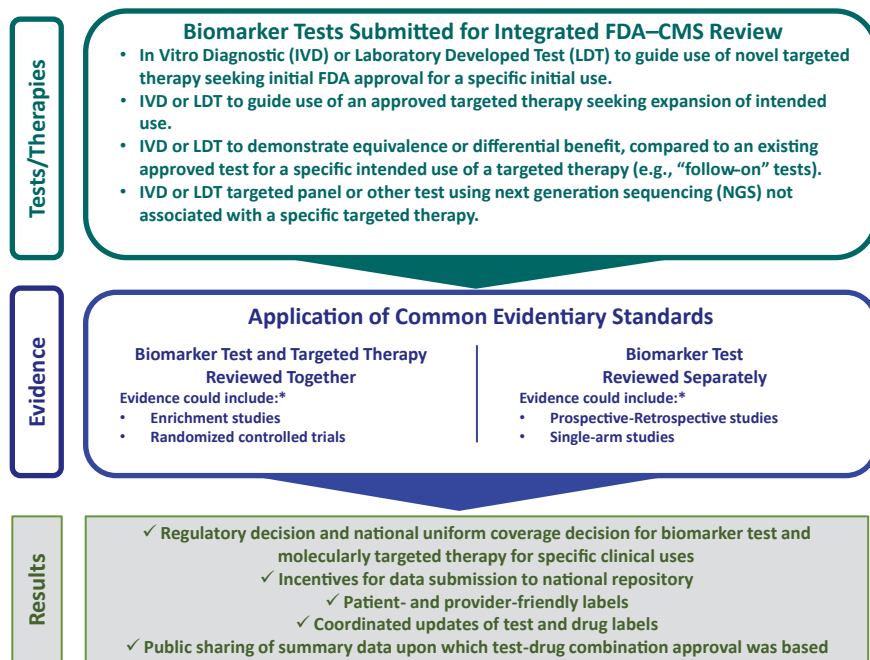 Tests/Therapies
Biomarker Tests Submitted for Integrated FDA–CMS Review
• In Vitro Diagnostic (IVD) or Laboratory Developed Test (LDT) to guide use of novel targeted
therapy seeking initial FDA approval for a specific initial use.
• IVD or LDT to guide use of an approved targeted therapy seeking expansion of intended
use.
• IVD or LDT to demonstrate equivalence or differential benefit, compared to an existing
approved test for a specific intended use of a targeted therapy (e.g., “follow-on” tests).
• IVD or LDT targeted panel or other test using next generation sequencing (NGS) not
associated with a specific targeted therapy.
Evidence
Application of Common Evidentiary Standards
Biomarker Test and Targeted Therapy
Reviewed Together
Evidence could include:*
• Enrichment studies
• Randomized controlled trials
Biomarker Test
Reviewed Separately
Evidence could include:*
• Prospective-Retrospective studies
• Single-arm studies
Results
✓ Regulatory decision and national uniform coverage decision for biomarker test and
molecularly targeted therapy for specific clinical uses
✓ Incentives for data submission to national repository
✓ Patient- and provider-friendly labels
✓ Coordinated updates of test and drug labels
✓ Public sharing of summary data upon which test-drug combination approval was based